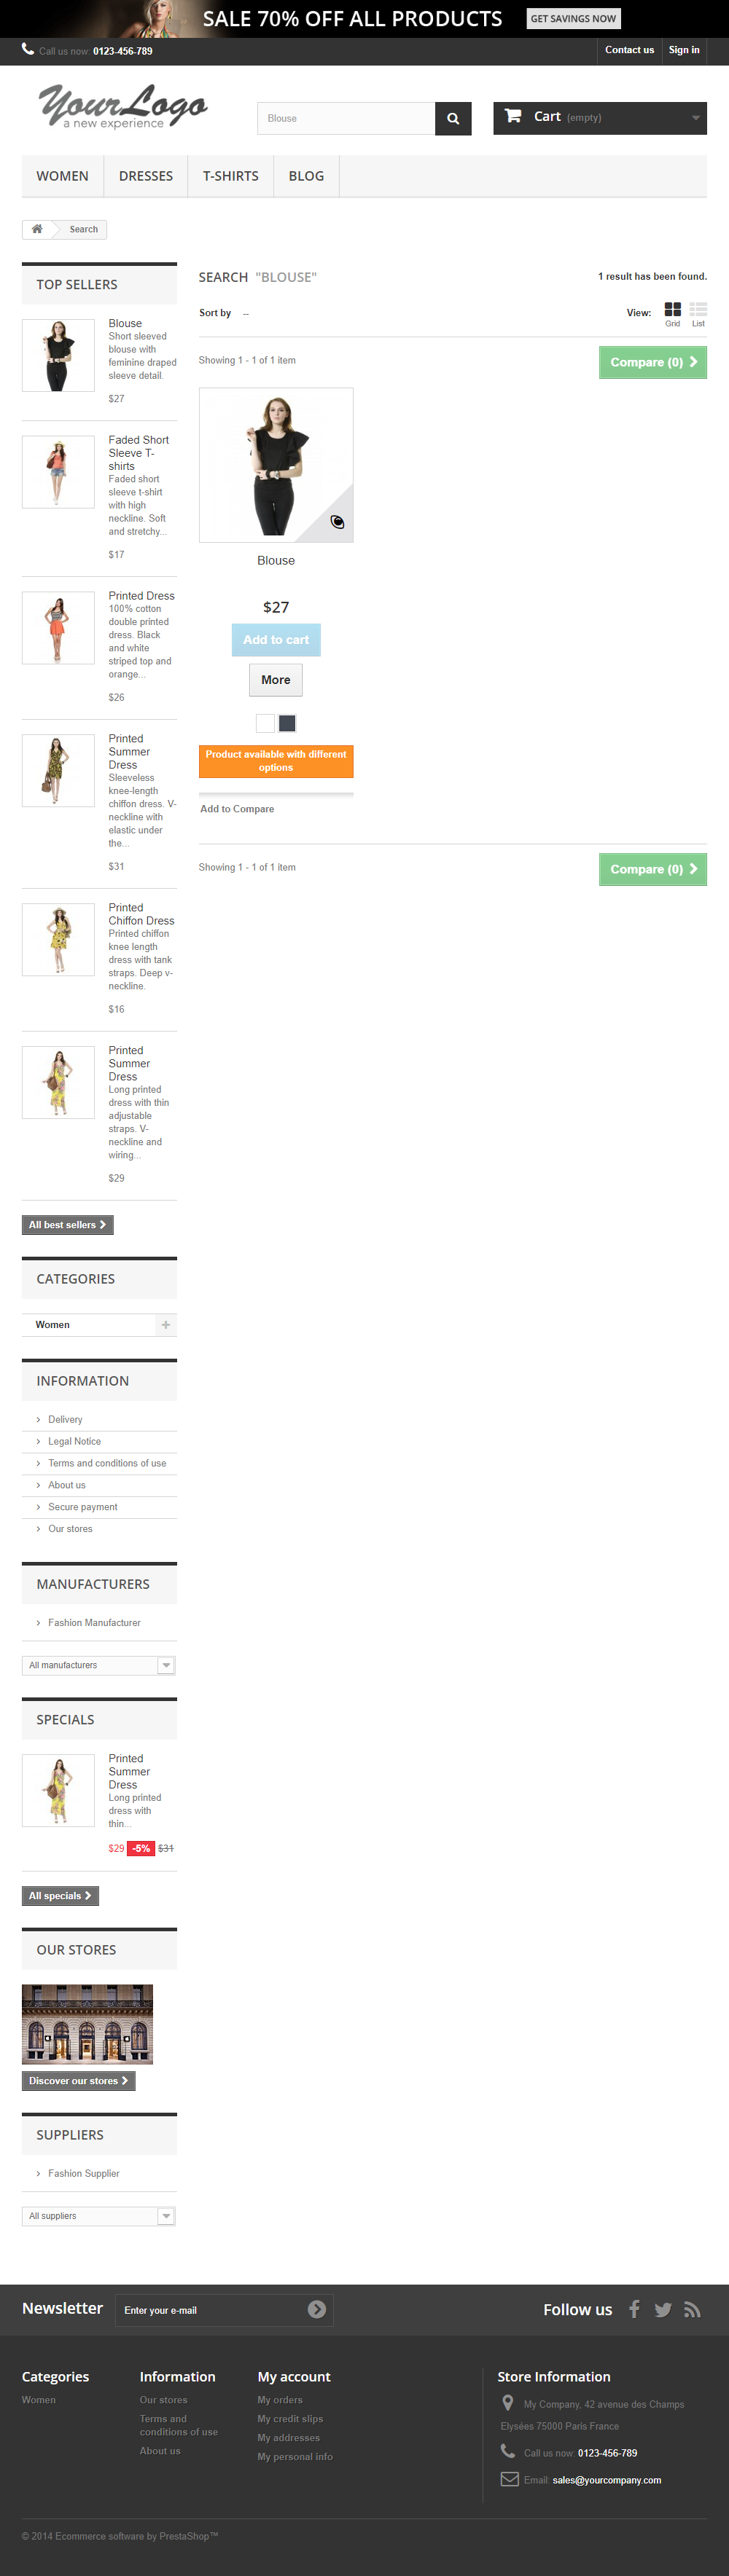 SALE 70% OFF ALL PRODUCTS GET SAVINGS NOW
Call us now: 0123-456-789 Contact us Sign in
YourLogo
a new experience
Blouse
Cart (empty)
WOMEN DRESSES T-SHIRTS BLOG
Search
TOP SELLERS
Blouse
Short sleeved
blouse with
feminine draped
sleeve detail.
$27
Faded Short
Sleeve T-
shirts
Faded short
sleeve t-shirt
with high
neckline. Soft
and stretchy...
$17
Printed Dress
100% cotton
double printed
dress. Black
and white
striped top and
orange...
$26
Printed
Summer
Dress
Sleeveless
knee-length
chiffon dress. V-
neckline with
elastic under
the...
$31
Printed
Chiffon Dress
Printed chiffon
knee length
dress with tank
straps. Deep v-
neckline.
$16
Printed
Summer
Dress
Long printed
dress with thin
adjustable
straps. V-
neckline and
wiring...
$29
All best sellers
CATEGORIES
Women
INFORMATION
Delivery
Legal Notice
Terms and conditions of use
About us
Secure payment
Our stores
MANUFACTURERS
Fashion Manufacturer
All manufacturers
SPECIALS
Printed
Summer
Dress
Long printed
dress with
thin...
$29 -5% $31
All specials
OUR STORES
Discover our stores
SUPPLIERS
Fashion Supplier
All suppliers
SEARCH "BLOUSE"
1 result has been found.
Sort by --
View: Grid List
Showing 1 - 1 of 1 item
Compare (0)
Blouse
$27
Add to cart
More
Product available with different
options
Add to Compare
Showing 1 - 1 of 1 item
Compare (0)
Newsletter Enter your e-mail
Follow us
Categories
Women
Information
Our stores
Terms and
conditions of use
About us
My account
My orders
My credit slips
My addresses
My personal info
Store Information
My Company, 42 avenue des Champs
Elysées 75000 Paris France
Call us now: 0123-456-789
Email: sales@yourcompany.com
© 2014 Ecommerce software by PrestaShop™